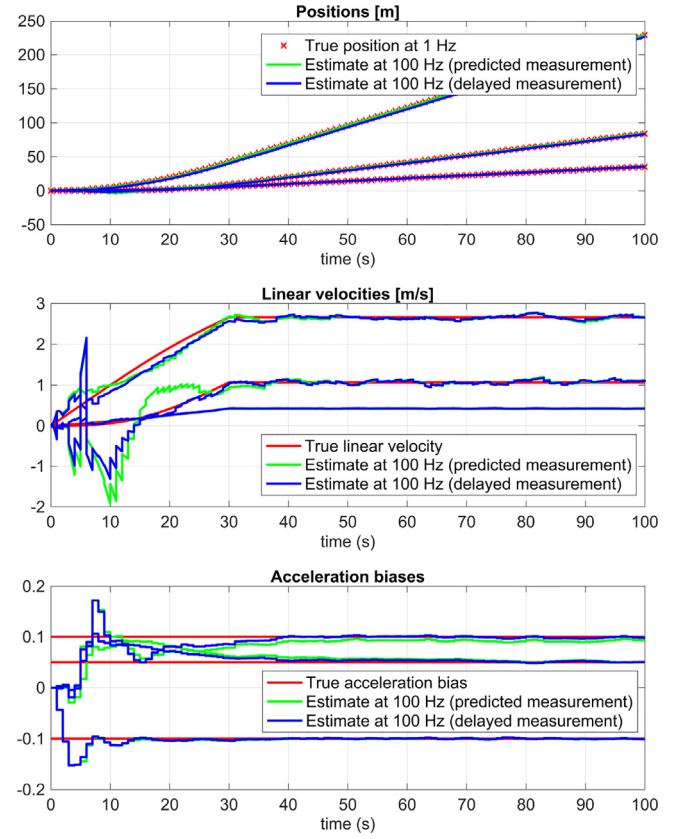 Positions [m]
250
200
150
100
50
0
-50
True position at 1 Hz
Estimate at 100 Hz (predicted measurement)
Estimate at 100 Hz (delayed measurement)
0 10 20 30 40 50 60 70 80 90 100
time (s)
Linear velocities [m/s]
3
2
1
0
-1
-2
True linear velocity
Estimate at 100 Hz (predicted measurement)
Estimate at 100 Hz (delayed measurement)
0 10 20 30 40 50 60 70 80 90 100
time (s)
Acceleration biases
0.2
0.1
0
-0.1
-0.2
True acceleration bias
Estimate at 100 Hz (predicted measurement)
Estimate at 100 Hz (delayed measurement)
0 10 20 30 40 50 60 70 80 90 100
time (s)